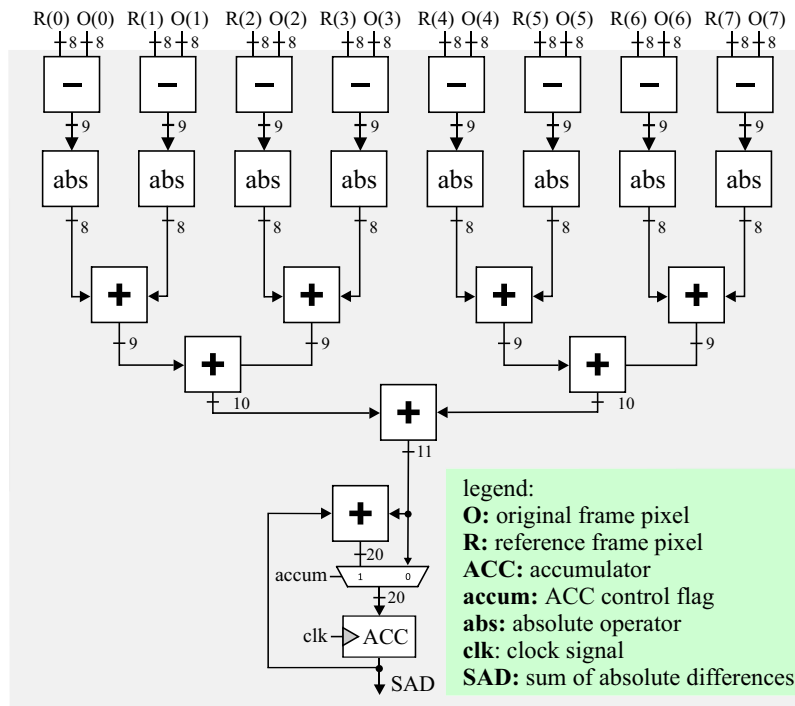 R(0) O(0) R(1) O(1) R(2) O(2) R(3) O(3) R(4) O(4) R(5) O(5) R(6) O(6) R(7) O(7)
8 8 8 8 8 8 8 8 8 8 8 8 8 8 8 8
− − − − − − − −
9 9 9 9 9 9 9 9
abs abs abs abs abs abs abs abs
8 8 8 8 8 8 8 8
+ + + +
9 9 9 9
+ +
10 10
+
11
+
20
accum 1 0
20
clk ACC
SAD
legend:
O: original frame pixel
R: reference frame pixel
ACC: accumulator
accum: ACC control flag
abs: absolute operator
clk: clock signal
SAD: sum of absolute differences